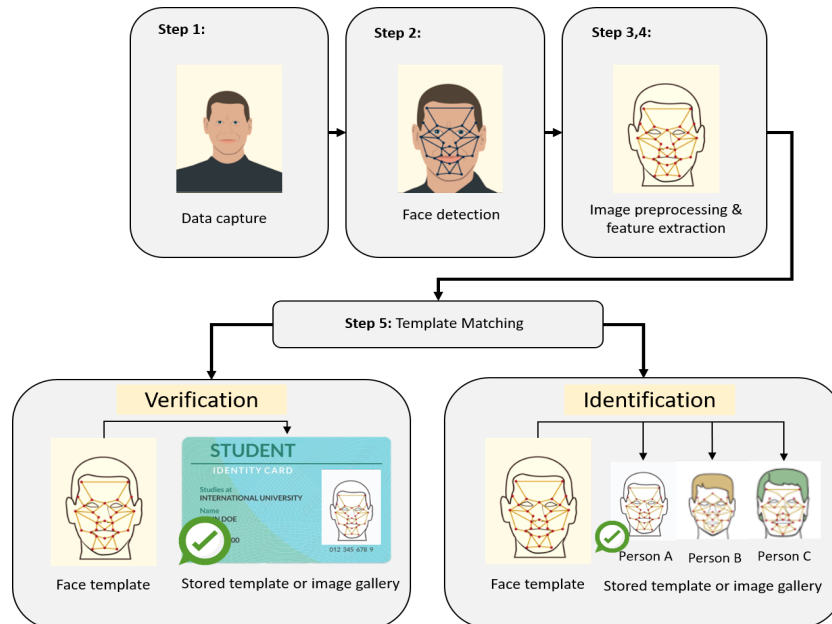 Step 1:
Data capture
Step 2:
Face detection
Step 3,4:
Image preprocessing &
feature extraction
Step 5: Template Matching
Verification
Face template
STUDENT
IDENTITY CARD
Studies at
INTERNATIONAL UNIVERSITY
Name
DOE
00
012 345 678 9
Stored template or image gallery
Identification
Face template
Person A
Person B
Person C
Stored template or image gallery